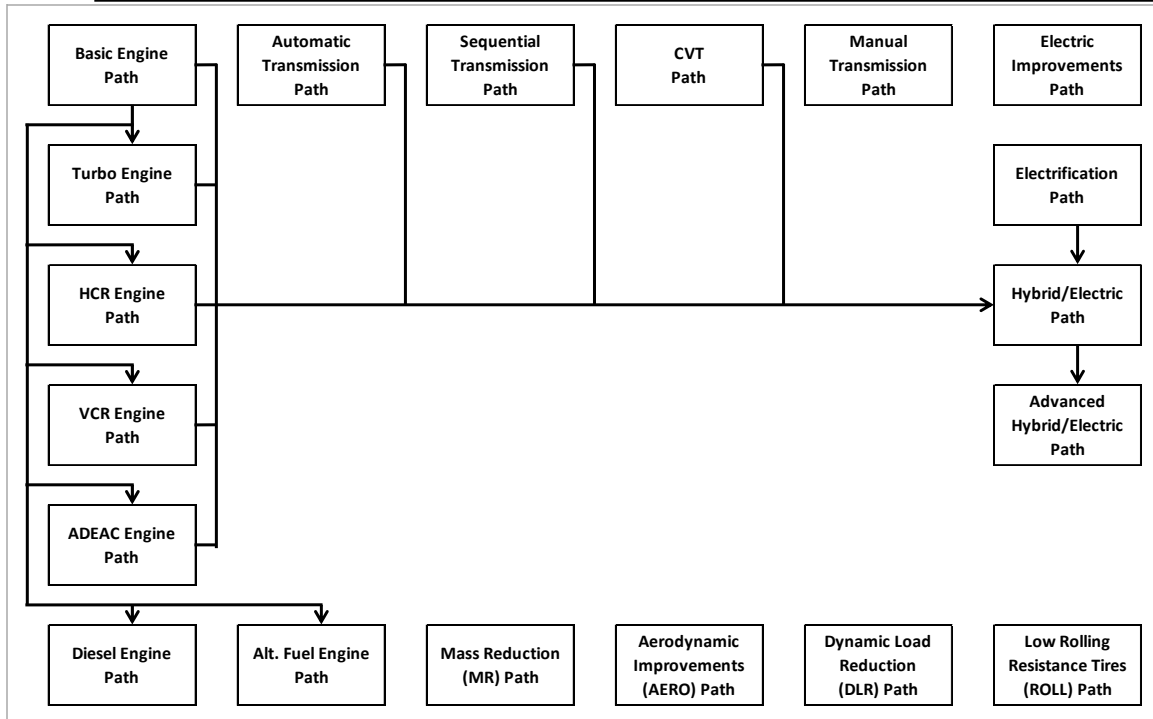 Basic Engine
Path
Automatic
Transmission
Path
Sequential
Transmission
Path
CVT
Path
Manual
Transmission
Path
Electric
Improvements
Path
Turbo Engine
Path
Electrification
Path
HCR Engine
Path
Hybrid/Electric
Path
VCR Engine
Path
Advanced
Hybrid/Electric
Path
ADEAC Engine
Path
Diesel Engine
Path
Alt. Fuel Engine
Path
Mass Reduction
(MR) Path
Aerodynamic
Improvements
(AERO) Path
Dynamic Load
Reduction
(DLR) Path
Low Rolling
Resistance Tires
(ROLL) Path